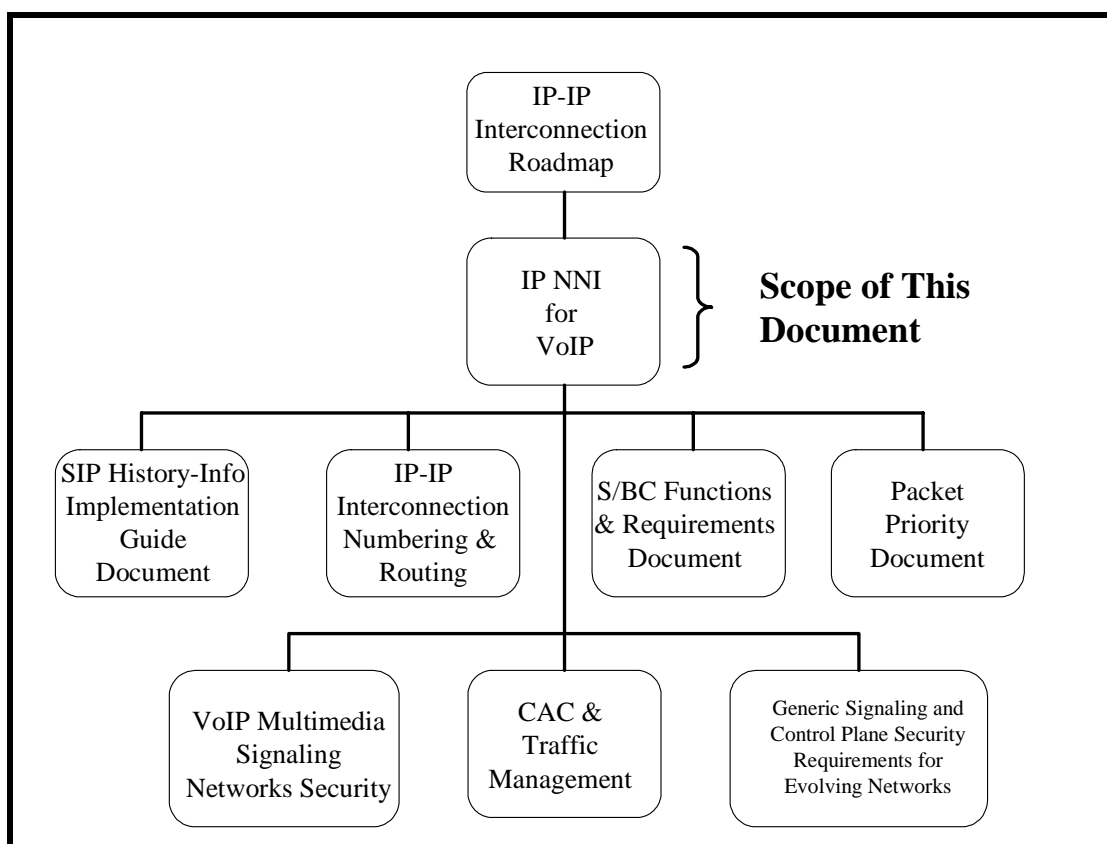 IP-IP
Interconnection
Roadmap
IP NNI
for
VoIP
Scope of This
Document
SIP History-Info
Implementation
Guide
Document
IP-IP
Interconnection
Numbering &
Routing
S/BC Functions
& Requirements
Document
Packet
Priority
Document
VoIP Multimedia
Signaling
Networks Security
CAC &
Traffic
Management
Generic Signaling and
Control Plane Security
Requirements for
Evolving Networks